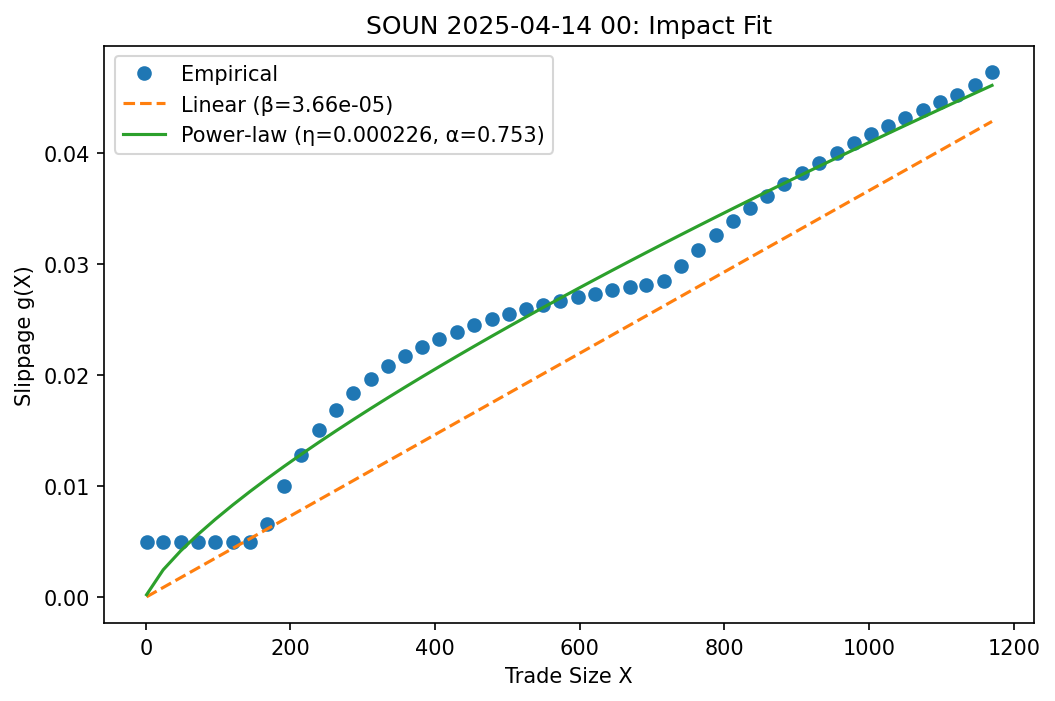 SOUN 2025-04-14 00: Impact Fit
Empirical
Linear (β=3.66e-05)
Power-law (η=0.000226, α=0.753)
Slippage g(X)
0.04
0.03
0.02
0.01
0.00
0 200 400 600 800 1000 1200
Trade Size X